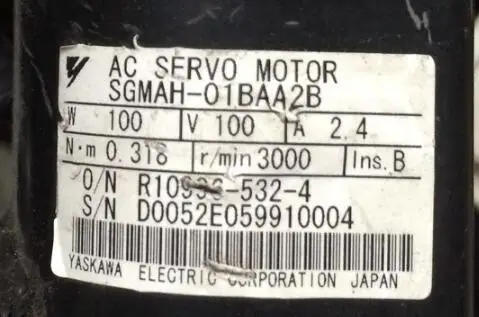 AC SERVO MOTOR
SGMAH-01BAA2B
W 100 V 100 A 2.4
N·m 0.318 r/min 3000 Ins. B
O/N
S/N D0052E059910004
YASKAWA ELECTRIC CORPORATION JAPAN